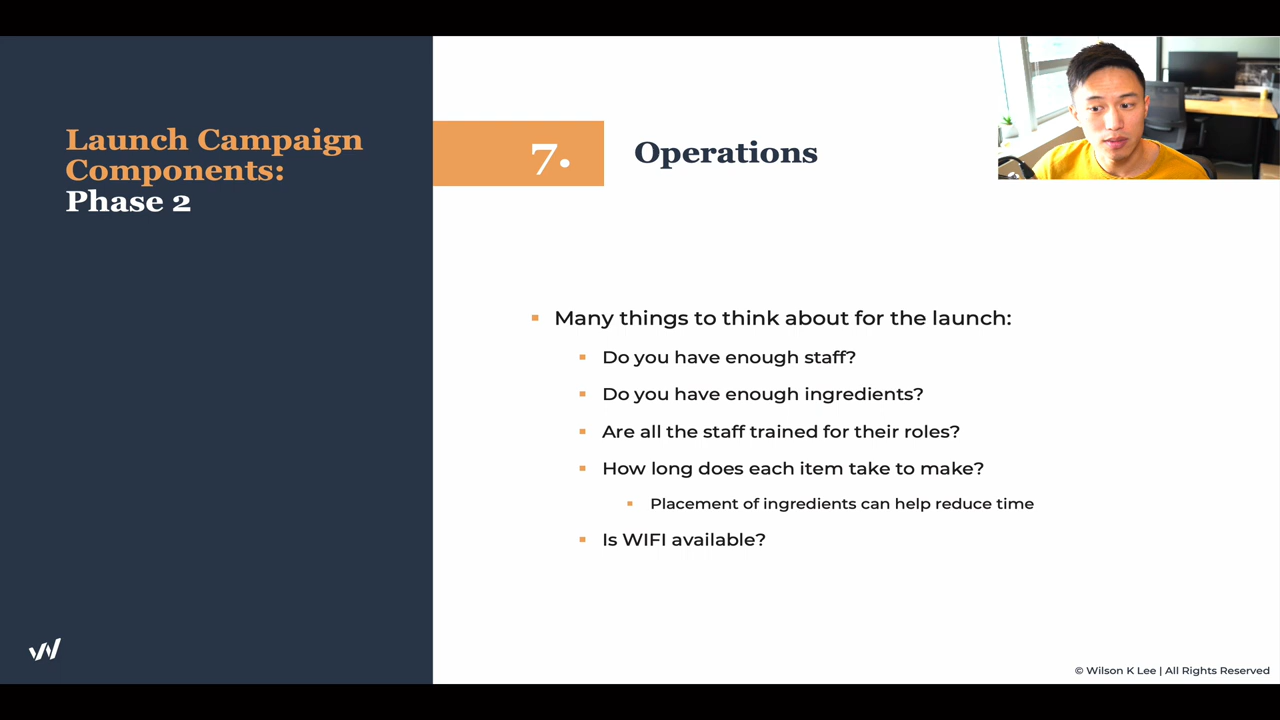 Launch Campaign
Components:
Phase 2
7.
Operations
Many things to think about for the launch:
Do you have enough staff?
Do you have enough ingredients?
Are all the staff trained for their roles?
How long does each item take to make?
Placement of ingredients can help reduce time
Is WIFI available?
© Wilson K Lee | All Rights Reserved